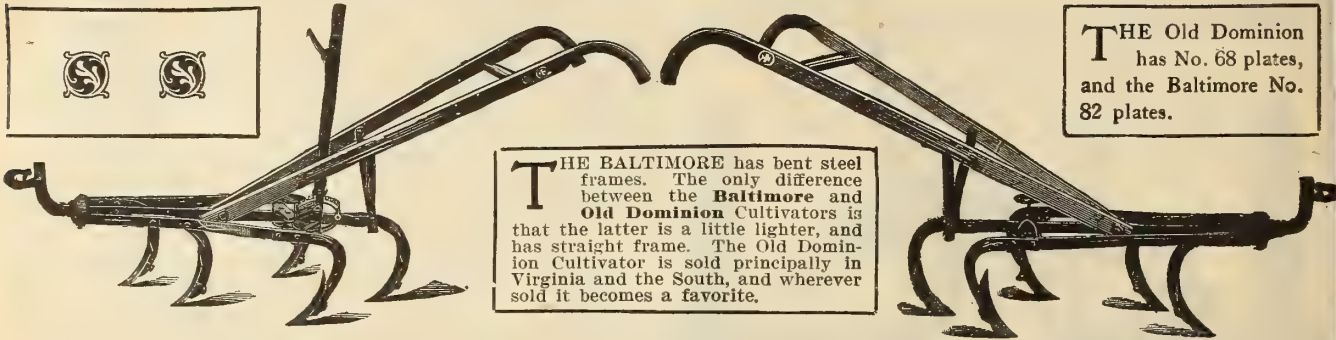 THE BALTIMORE has bent steel
frames. The only difference
between the Baltimore and
Old Dominion Cultivators is
that the latter is a little lighter, and
has straight frame. The Old Domin-
ion Cultivator is sold principally in
Virginia and the South, and wherever
sold it becomes a favorite.
THE Old Dominion
has No. 68 plates,
and the Baltimore No.
82 plates.